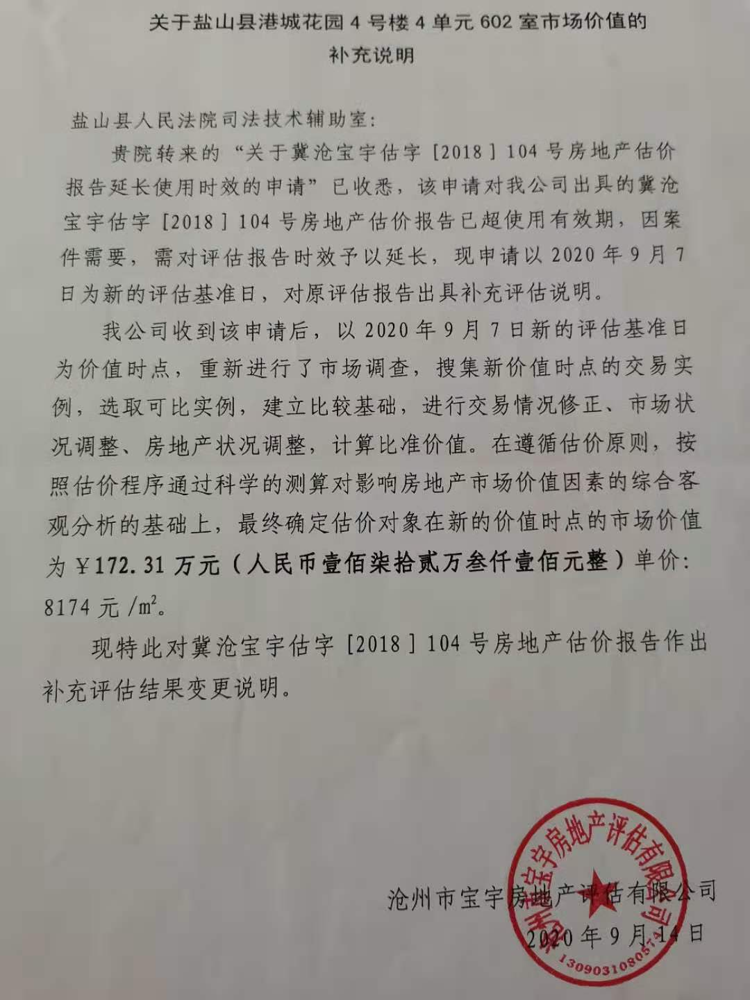 关于盐山县港城花园4号楼4单元602室市场价值的
补充说明
盐山县人民法院司法技术辅助室：
贵院转来的“关于冀沧宝宇估字[2018]104号房地产估价
报告延长使用时效的申请”已收悉，该申请对我公司出具的冀沧
宝宇估字[2018]104号房地产估价报告已超使用有效期，因案
件需要，需对评估报告时效予以延长，现申请以2020年9月7
日为新的评估基准日，对原评估报告出具补充评估说明。
我公司收到该申请后，以2020年9月7日新的评估基准日
为价值时点，重新进行了市场调查，搜集新价值时点的交易实
例，选取可比实例，建立比较基础，进行交易情况修正、市场状
况调整、房地产状况调整，计算比准价值。在遵循估价原则，按
照估价程序通过科学的测算对影响房地产市场价值因素的综合客
观分析的基础上，最终确定估价对象在新的价值时点的市场价值
为￥172.31万元（人民币壹佰柒拾贰万叁仟壹佰元整）单价：
8174元/m²。
现特此对冀沧宝宇估字[2018]104号房地产估价报告作出
补充评估结果变更说明。
沧州市宝宇房地产评估有限公司
2020年9月14日
沧州市宝宇房地产评估有限公司
1309031080574